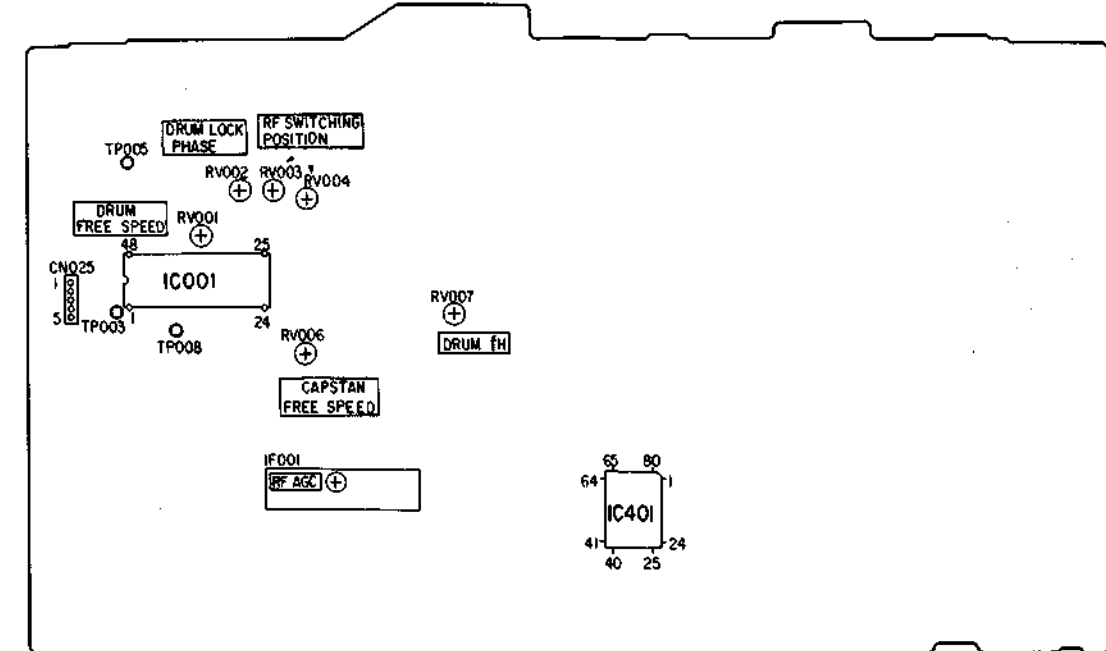 DRUM LOCK
PHASE
RF SWITCHING
POSITION
TP005
RV002
RV003
RV004
DRUM
FREE SPEED
RV001
48
25
CN025
1
5
IC001
TP003
1
24
TP008
RV006
RV007
DRUM fH
CAPSTAN
FREE SPEED
IF001
RF AGC
65
80
64
1
IC401
41
24
40
25